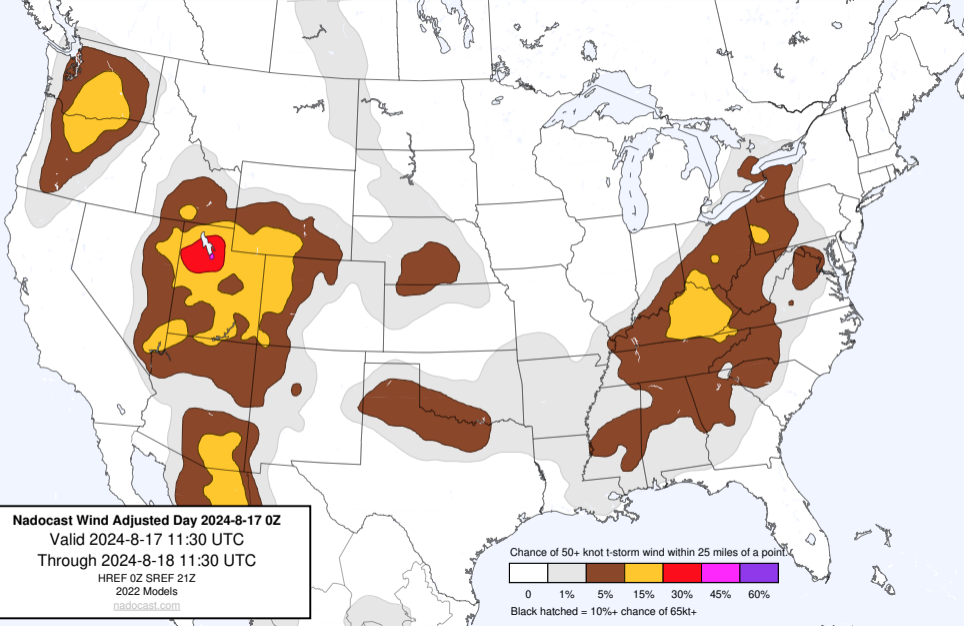 Nadocast Wind Adjusted Day 2024-8-17 0Z
Valid 2024-8-17 11:30 UTC
Through 2024-8-18 11:30 UTC
HREF 0Z SREF 21Z
2022 Models
nadocast.com
Chance of 50+ knot t-storm wind within 25 miles of a point.
0 1% 5% 15% 30% 45% 60%
Black hatched = 10%+ chance of 65kt+